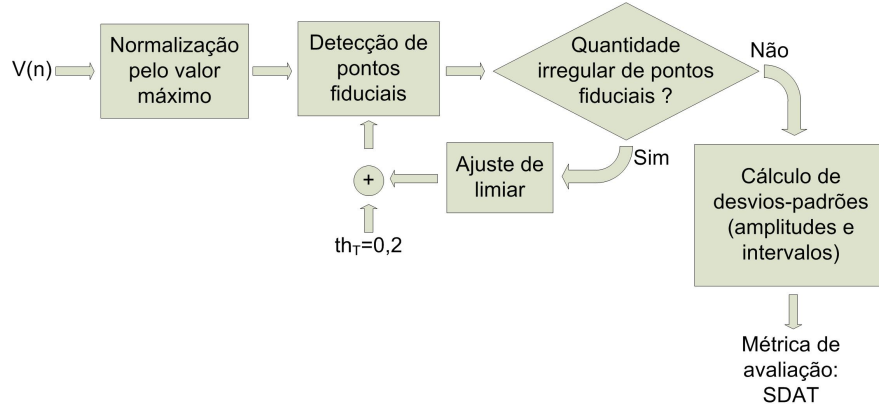 V(n)
Normalização
pelo valor
máximo
Detecção de
pontos
fiduciais
Quantidade
irregular de pontos
fiduciais ?
Não
Sim
Ajuste de
limiar
+
thT=0,2
Cálculo de
desvios-padrões
(amplitudes e
intervalos)
Métrica de
avaliação:
SDAT